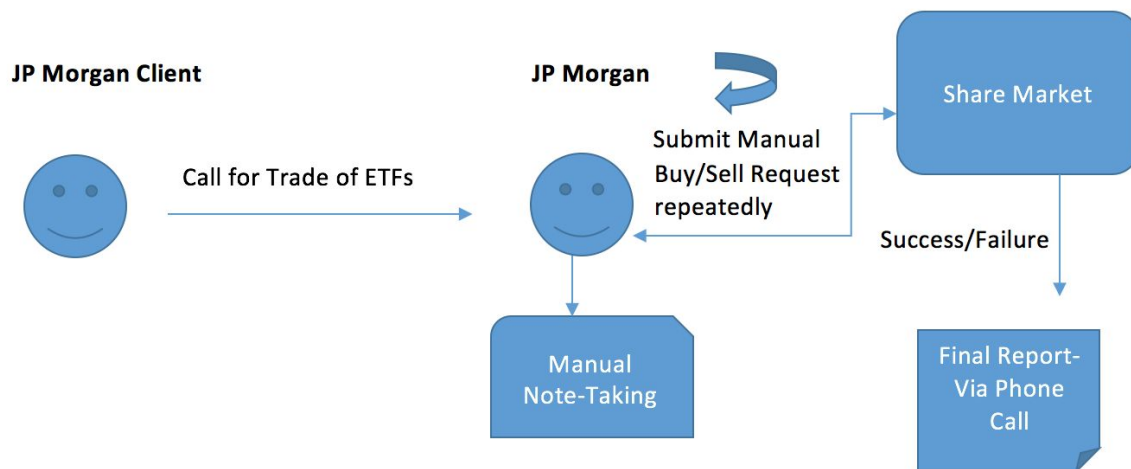 JP Morgan Client
JP Morgan
Share Market
Call for Trade of ETFs
Submit Manual
Buy/Sell Request
repeatedly
Success/Failure
Manual
Note-Taking
Final Report-
Via Phone
Call